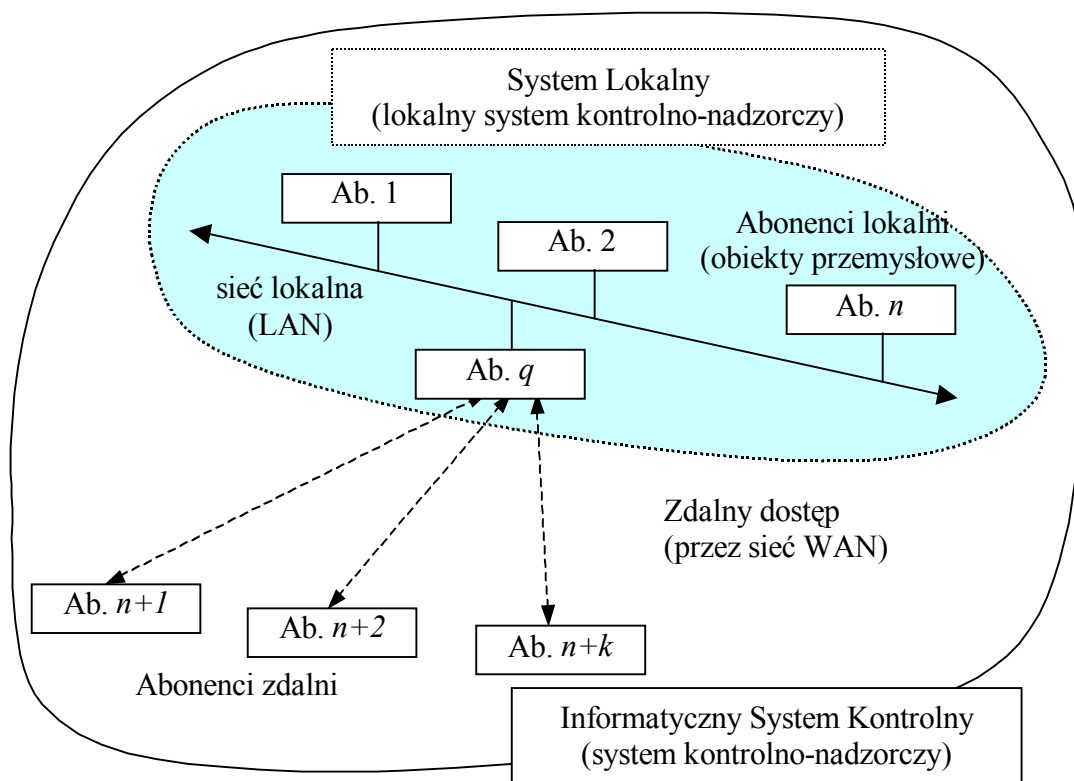 System Lokalny
(lokalny system kontrolno-nadzorczy)
Ab. 1
Ab. 2
Abonenci lokalni
(obiekty przemysłowe)
sieć lokalna
(LAN)
Ab. n
Ab. q
Zdalny dostęp
(przez sieć WAN)
Ab. n+1
Ab. n+2
Ab. n+k
Abonenci zdalni
Informatyczny System Kontrolny
(system kontrolno-nadzorczy)